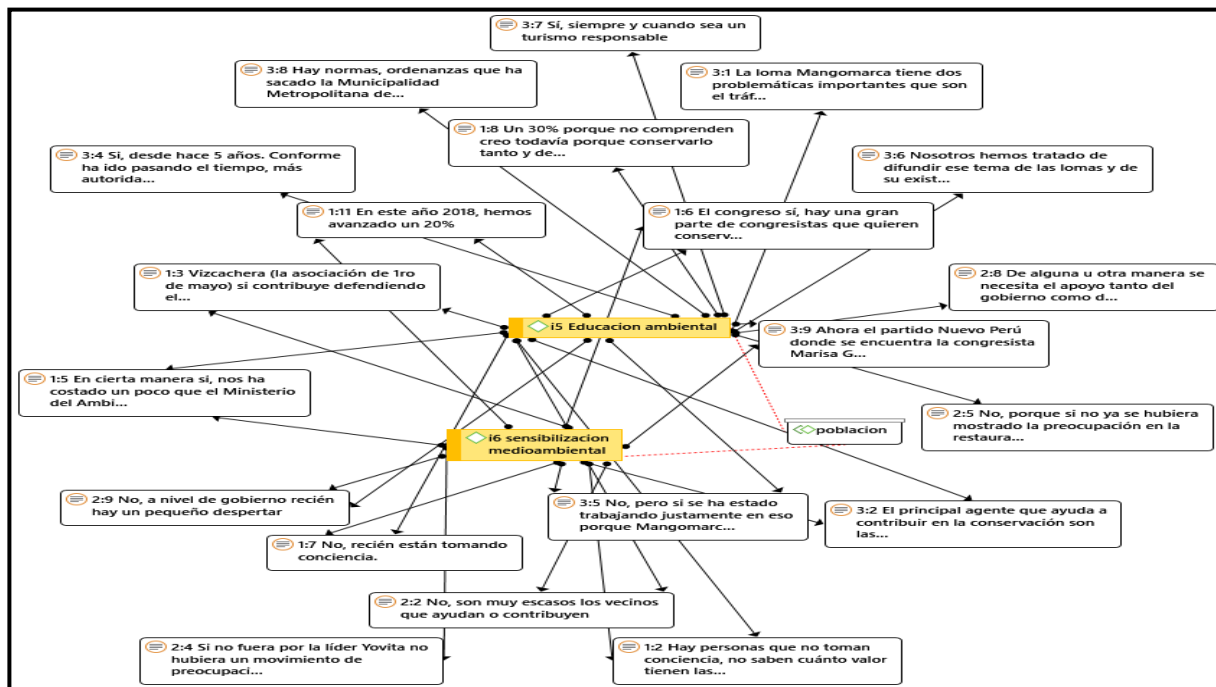 3:7 Sí, siempre y cuando sea un
turismo responsable
3:8 Hay normas, ordenanzas que ha
sacado la Municipalidad
Metropolitana de...
3:1 La loma Mangomarca tiene dos
problemáticas importantes que son
el tráf...
1:8 Un 30% porque no comprenden
creo todavía porque conservarlo
tanto y de...
3:4 Si, desde hace 5 años. Conforme
ha ido pasando el tiempo, más
autorida...
3:6 Nosotros hemos tratado de
difundir ese tema de las lomas y de
su exist...
1:11 En este año 2018, hemos
avanzado un 20%
1:6 El congreso sí, hay una gran
parte de congresistas que quieren
conserv...
1:3 Vizcachera (la asociación de 1ro
de mayo) si contribuye defendiendo
el...
2:8 De alguna u otra manera se
necesita el apoyo tanto del
gobierno como d...
i5 Educacion ambiental
3:9 Ahora el partido Nuevo Perú
donde se encuentra la congresista
Marisa G...
1:5 En cierta manera si, nos ha
costado un poco que el Ministerio
del Ambi...
2:5 No, porque si no ya se hubiera
mostrado la preocupación en la
restaura...
i6 sensibilizacion
medioambiental
poblacion
2:9 No, a nivel de gobierno recién
hay un pequeño despertar
3:5 No, pero si se ha estado
trabajando justamente en eso
porque Mangomarc...
3:2 El principal agente que ayuda a
contribuir en la conservación son
las...
1:7 No, recién están tomando
conciencia.
2:2 No, son muy escasos los vecinos
que ayudan o contribuyen
2:4 Si no fuera por la líder Yovita no
hubiera un movimiento de
preocupaci...
1:2 Hay personas que no toman
conciencia, no saben cuánto valor
tienen las...